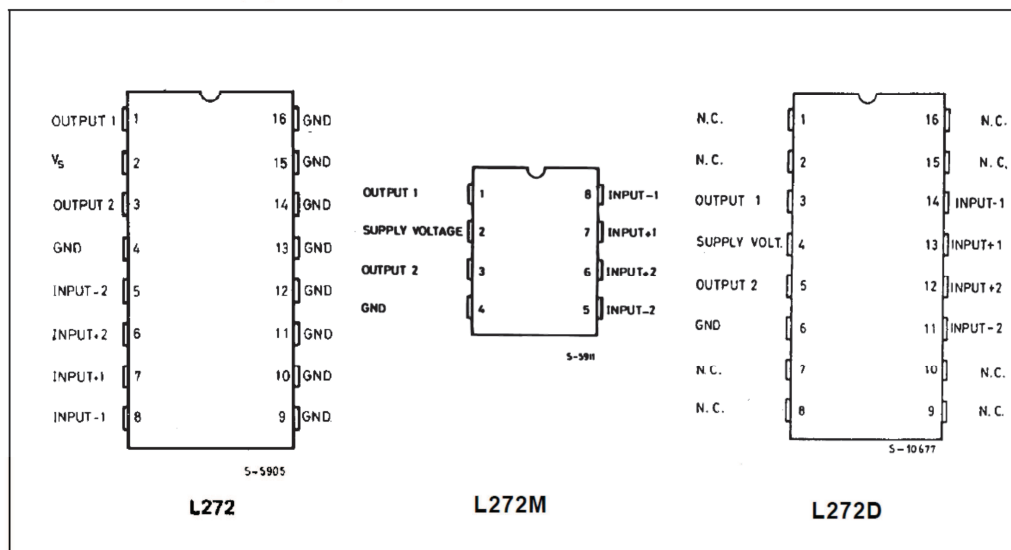 OUTPUT 1 1 16 GND
VS 2 15 GND
OUTPUT 2 3 14 GND
GND 4 13 GND
INPUT-2 5 12 GND
INPUT+2 6 11 GND
INPUT+1 7 10 GND
INPUT-1 8 9 GND
S-5905
L272
OUTPUT 1 1 8 INPUT-1
SUPPLY VOLTAGE 2 7 INPUT+1
OUTPUT 2 3 6 INPUT+2
GND 4 5 INPUT-2
S-5911
L272M
N.C. 1 16 N.C.
N.C. 2 15 N.C.
OUTPUT 1 3 14 INPUT-1
SUPPLY VOLT. 4 13 INPUT+1
OUTPUT 2 5 12 INPUT+2
GND 6 11 INPUT-2
N.C. 7 10 N.C.
N.C. 8 9 N.C.
S-10677
L272D